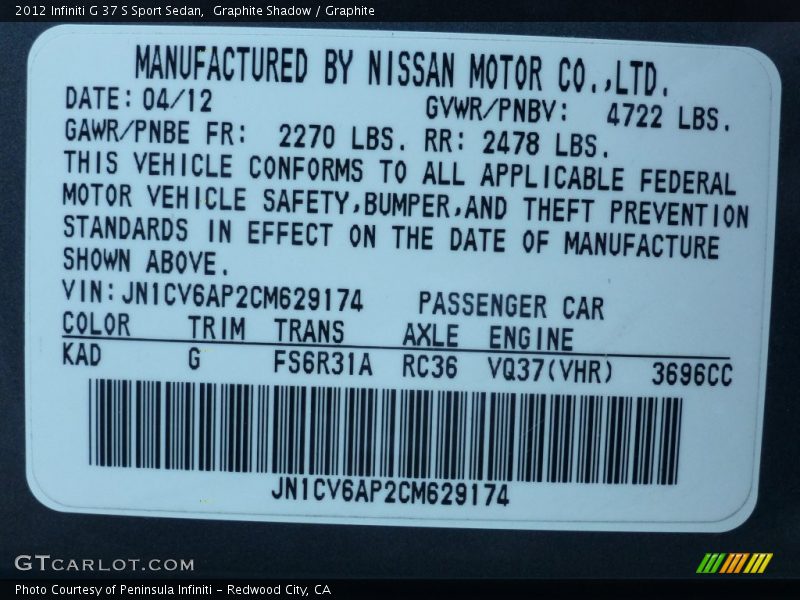 2012 Infiniti G 37 S Sport Sedan,  Graphite Shadow / Graphite
MANUFACTURED BY NISSAN MOTOR CO.,LTD.
DATE: 04/12 GVWR/PNBV: 4722 LBS.
GAWR/PNBE FR: 2270 LBS. RR: 2478 LBS.
THIS VEHICLE CONFORMS TO ALL APPLICABLE FEDERAL
MOTOR VEHICLE SAFETY,BUMPER,AND THEFT PREVENTION
STANDARDS IN EFFECT ON THE DATE OF MANUFACTURE
SHOWN ABOVE.
VIN: JN1CV6AP2CM629174 PASSENGER CAR
COLOR TRIM TRANS AXLE ENGINE
KAD G FS6R31A RC36 VQ37(VHR) 3696CC
JN1CV6AP2CM629174
GTCARLOT.COM
Photo Courtesy of Peninsula Infiniti - Redwood City, CA